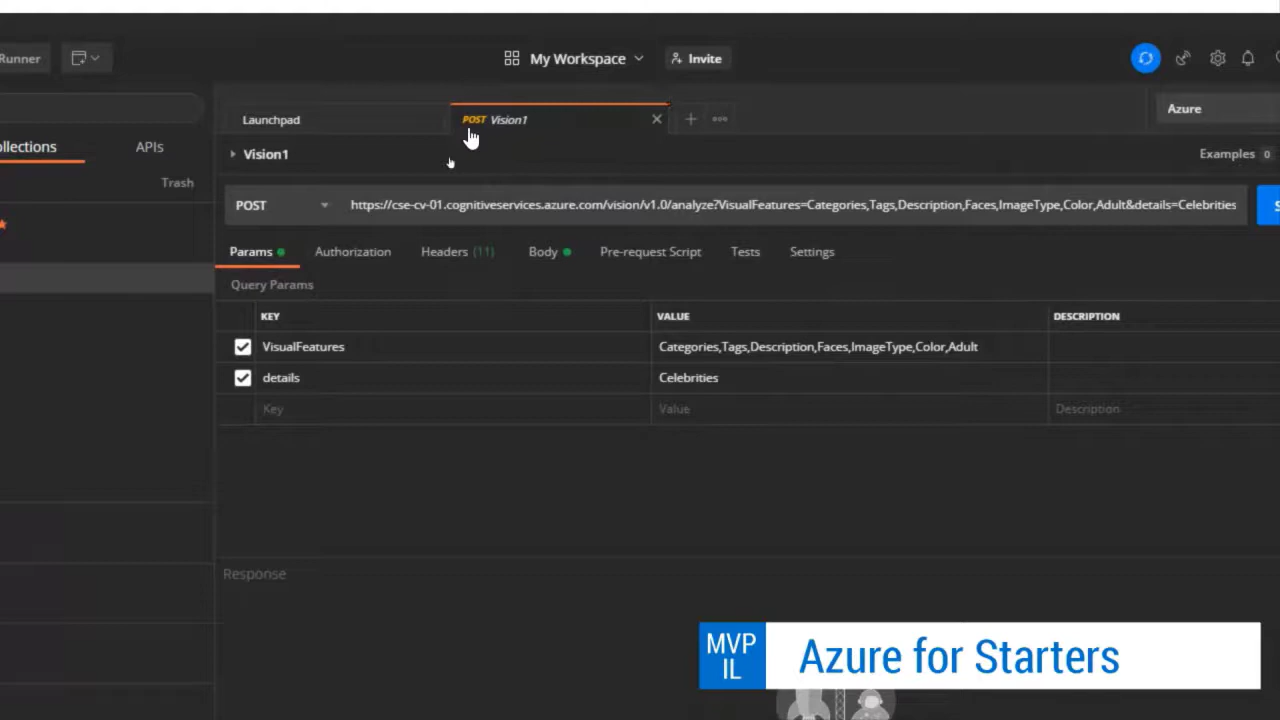 Runner
My Workspace
Invite
ollections
APIs
Trash
Launchpad
POST Vision1
Azure
Vision1
Examples 0
POST
https://cse-cv-01.cognitiveservices.azure.com/vision/v1.0/analyze?VisualFeatures=Categories,Tags,Description,Faces,ImageType,Color,Adult&details=Celebrities
S
Params
Authorization
Headers (11)
Body
Pre-request Script
Tests
Settings
Query Params
KEY
VALUE
DESCRIPTION
VisualFeatures
Categories,Tags,Description,Faces,ImageType,Color,Adult
details
Celebrities
Key
Value
Description
Response
MVP
IL
Azure for Starters